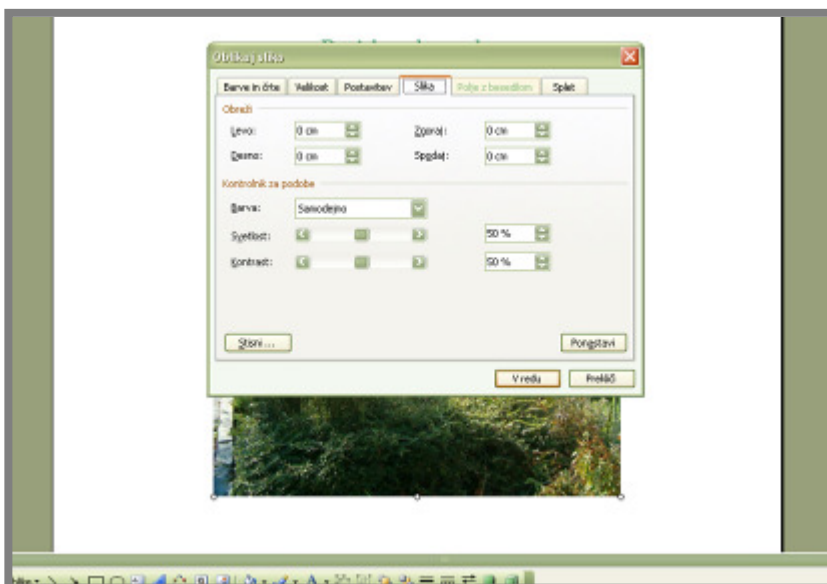 Oblikuj sliko
Barve in črte Velikost Postavitev Slika Polje z besedilom Splet
Obreži
Levo: 0 cm Zgoraj: 0 cm
Desno: 0 cm Spodaj: 0 cm
Kontrolnik za podobe
Barva: Samodejno
Svetlost: 50 %
Kontrast: 50 %
Stisni ... Ponastavi
V redu Prekliči